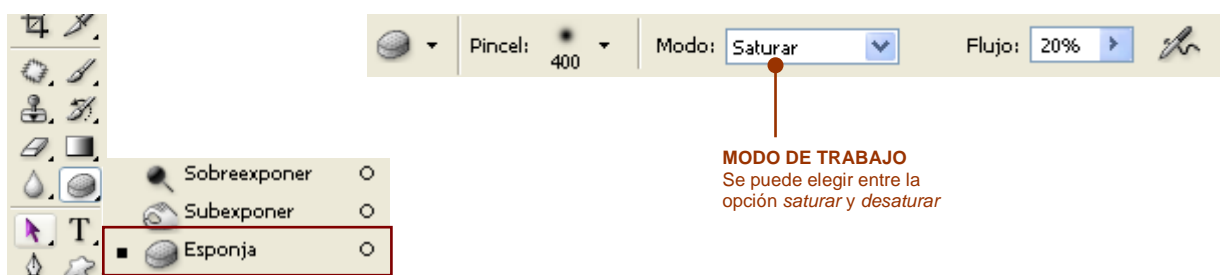 Pincel: 400 Modo: Saturar Flujo: 20%
MODO DE TRABAJO
Se puede elegir entre la
opción saturar y desaturar
Sobreexponer O
Subexponer O
Esponja O
T